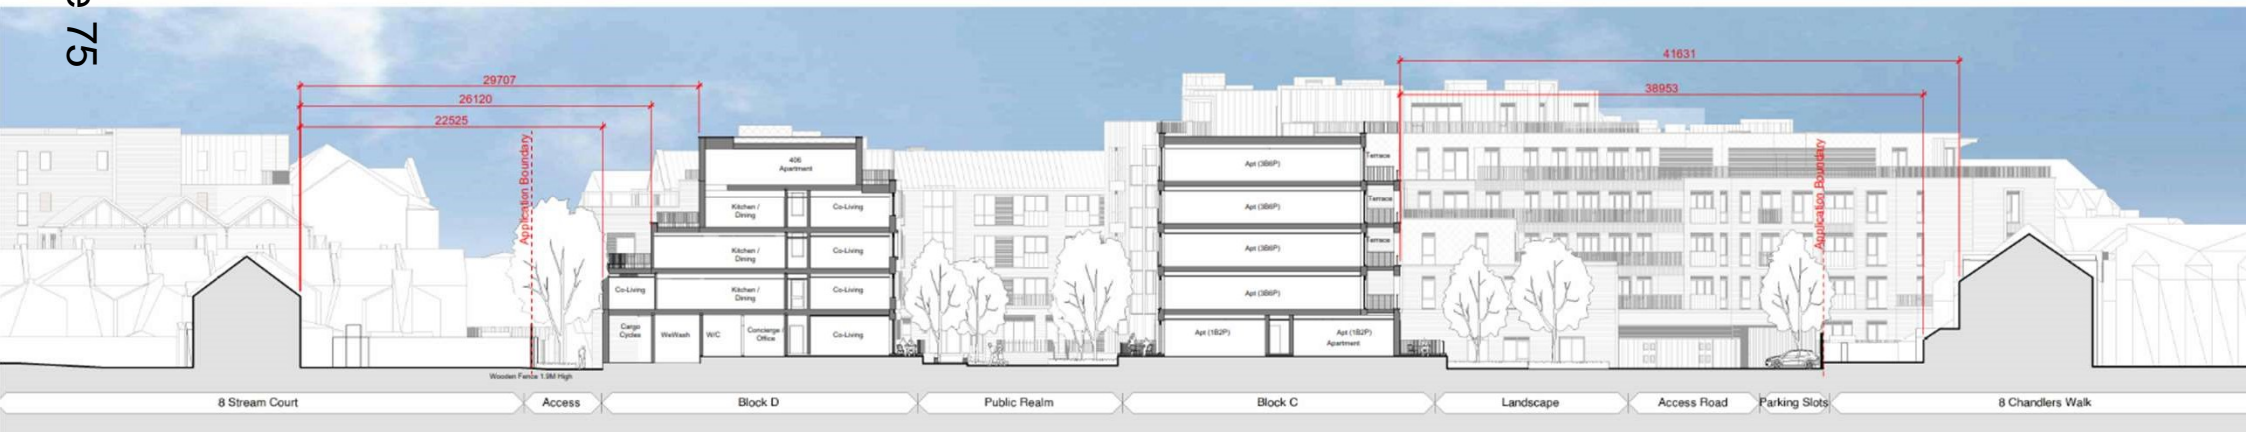 e 75
41631
29707
38953
26120
22525
Application Boundary
Application Boundary
406
Apartment
Apt (3B6P)
Terrace
Kitchen /
Dining
Co-Living
Apt (3B6P)
Terrace
Kitchen /
Dining
Co-Living
Apt (3B6P)
Terrace
Co-Living
Kitchen /
Dining
Co-Living
Apt (3B6P)
Cargo
Cycles
WeWash
W/C
Concierge /
Office
Co-Living
Apt (1B2P)
Apt (1B2P)
Apartment
Wooden Fence 1.9M High
8 Stream Court
Access
Block D
Public Realm
Block C
Landscape
Access Road
Parking Slots
8 Chandlers Walk